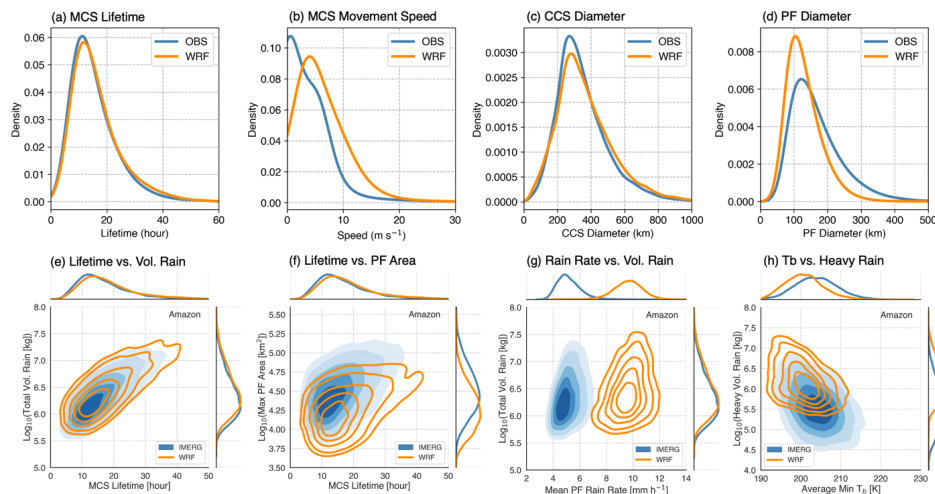 (a) MCS Lifetime
0.06
0.05
0.04
0.03
0.02
0.01
0.00
Density
OBS
WRF
0
20
40
60
Lifetime (hour)
(b) MCS Movement Speed
0.10
0.08
0.06
0.04
0.02
0.00
Density
OBS
WRF
0
10
20
30
Speed (m s⁻¹)
(c) CCS Diameter
0.0030
0.0025
0.0020
0.0015
0.0010
0.0005
0.0000
Density
OBS
WRF
0
200
400
600
800
1000
CCS Diameter (km)
(d) PF Diameter
0.008
0.006
0.004
0.002
0.000
Density
OBS
WRF
0
100
200
300
400
500
PF Diameter (km)
(e) Lifetime vs. Vol. Rain
Amazon
8.0
7.5
7.0
6.5
6.0
5.5
5.0
Log₁₀(Total Vol. Rain [kg])
IMERG
WRF
0
10
20
30
40
50
MCS Lifetime [hour]
(f) Lifetime vs. PF Area
Amazon
5.50
5.25
5.00
4.75
4.50
4.25
4.00
3.75
3.50
Log₁₀(Max PF Area [km²])
IMERG
WRF
0
10
20
30
40
50
MCS Lifetime [hour]
(g) Rain Rate vs. Vol. Rain
Amazon
8.0
7.5
7.0
6.5
6.0
5.5
5.0
Log₁₀(Total Vol. Rain [kg])
IMERG
WRF
2
4
6
8
10
12
14
Mean PF Rain Rate [mm h⁻¹]
(h) Tb vs. Heavy Rain
Amazon
8.0
7.5
7.0
6.5
6.0
5.5
5.0
4.5
4.0
Log₁₀(Heavy Vol. Rain [kg])
IMERG
WRF
190
200
210
220
230
Average Min T_b [K]